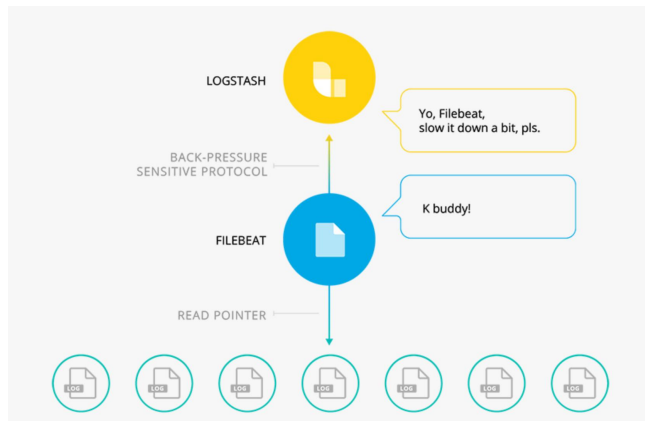 LOGSTASH
Yo, Filebeat,
slow it down a bit, pls.
BACK-PRESSURE
SENSITIVE PROTOCOL
K buddy!
FILEBEAT
READ POINTER
LOG
LOG
LOG
LOG
LOG
LOG
LOG